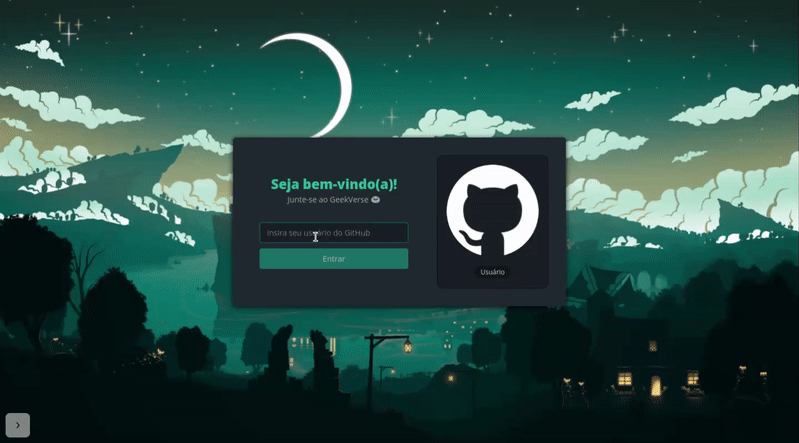 Seja bem-vindo(a)!
Junte-se ao GeekVerse
Insira seu usuário do GitHub
Entrar
Usuário